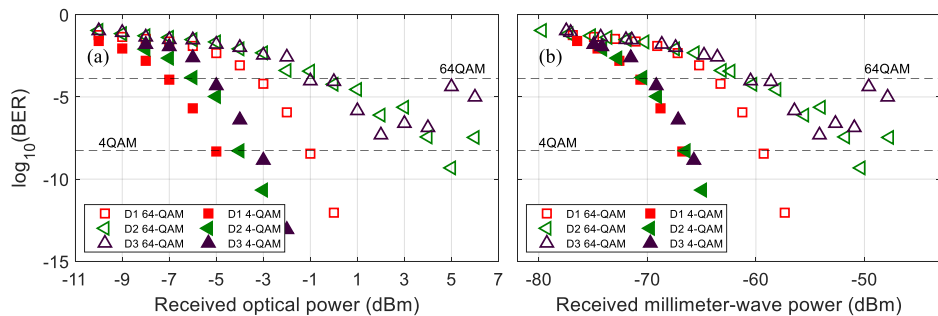 0
-5
-10
-15
log10(BER)
(a)
64QAM
4QAM
D1 64-QAM D1 4-QAM
D2 64-QAM D2 4-QAM
D3 64-QAM D3 4-QAM
-11 -9 -7 -5 -3 -1 1 3 5 7
Received optical power (dBm)
(b)
64QAM
4QAM
D1 64-QAM D1 4-QAM
D2 64-QAM D2 4-QAM
D3 64-QAM D3 4-QAM
-80 -70 -60 -50
Received millimeter-wave power (dBm)